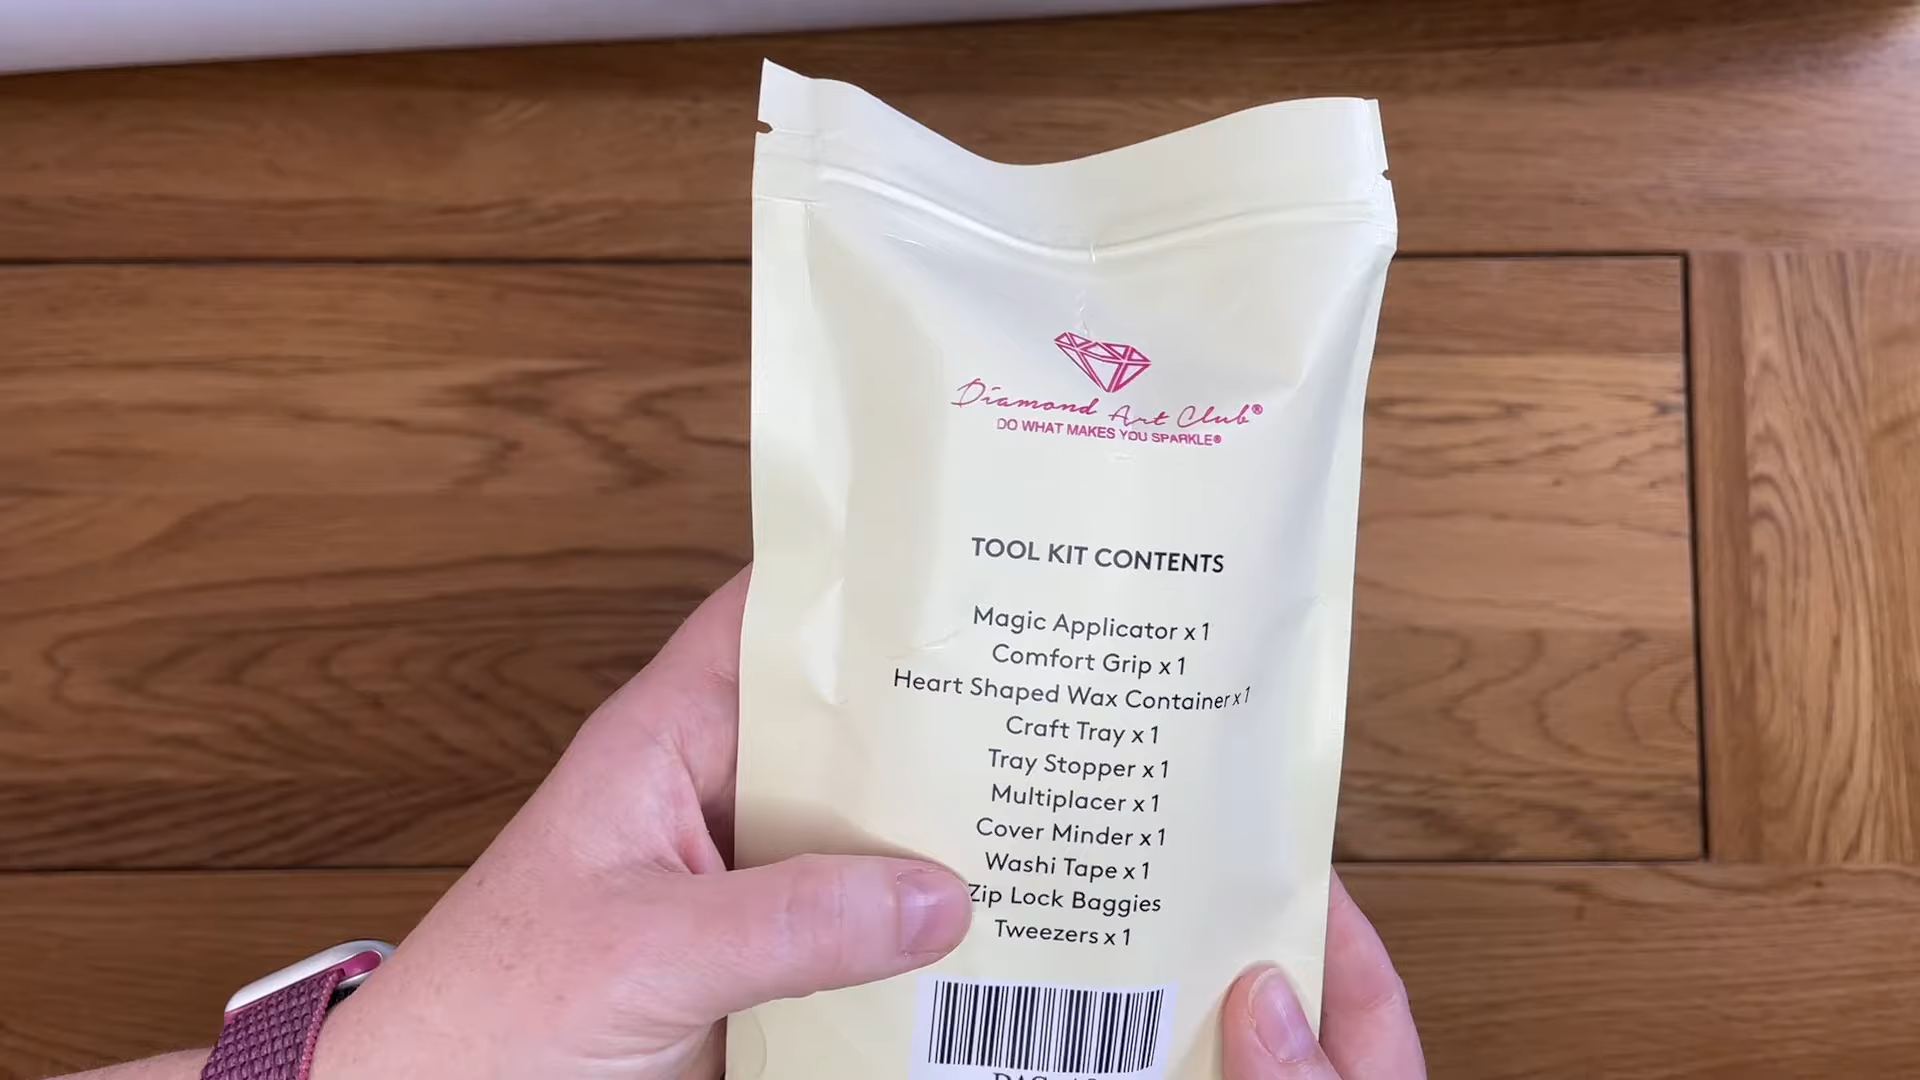 Diamond Art Club®
DO WHAT MAKES YOU SPARKLE®
TOOL KIT CONTENTS
Magic Applicator x 1
Comfort Grip x 1
Heart Shaped Wax Container x 1
Craft Tray x 1
Tray Stopper x 1
Multiplacer x 1
Cover Minder x 1
Washi Tape x 1
Zip Lock Baggies
Tweezers x 1